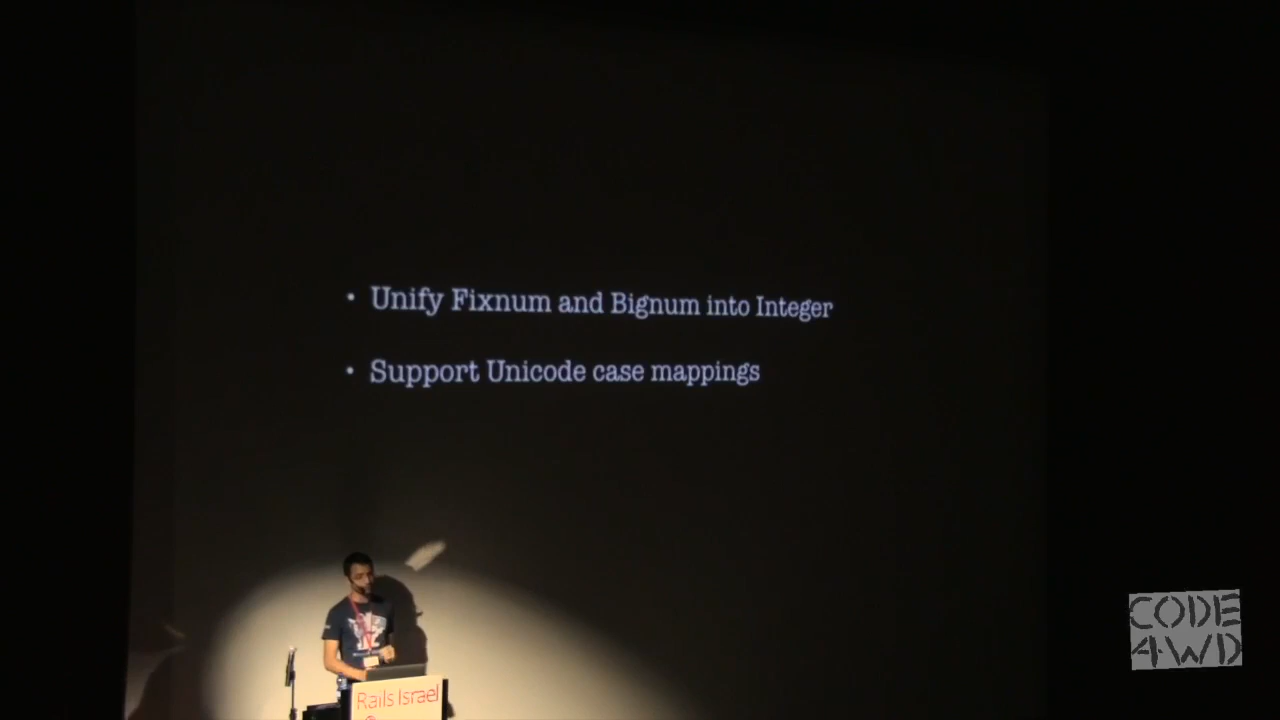 • Unify Fixnum and Bignum into Integer
• Support Unicode case mappings
Rails Israel
CODE
4WD